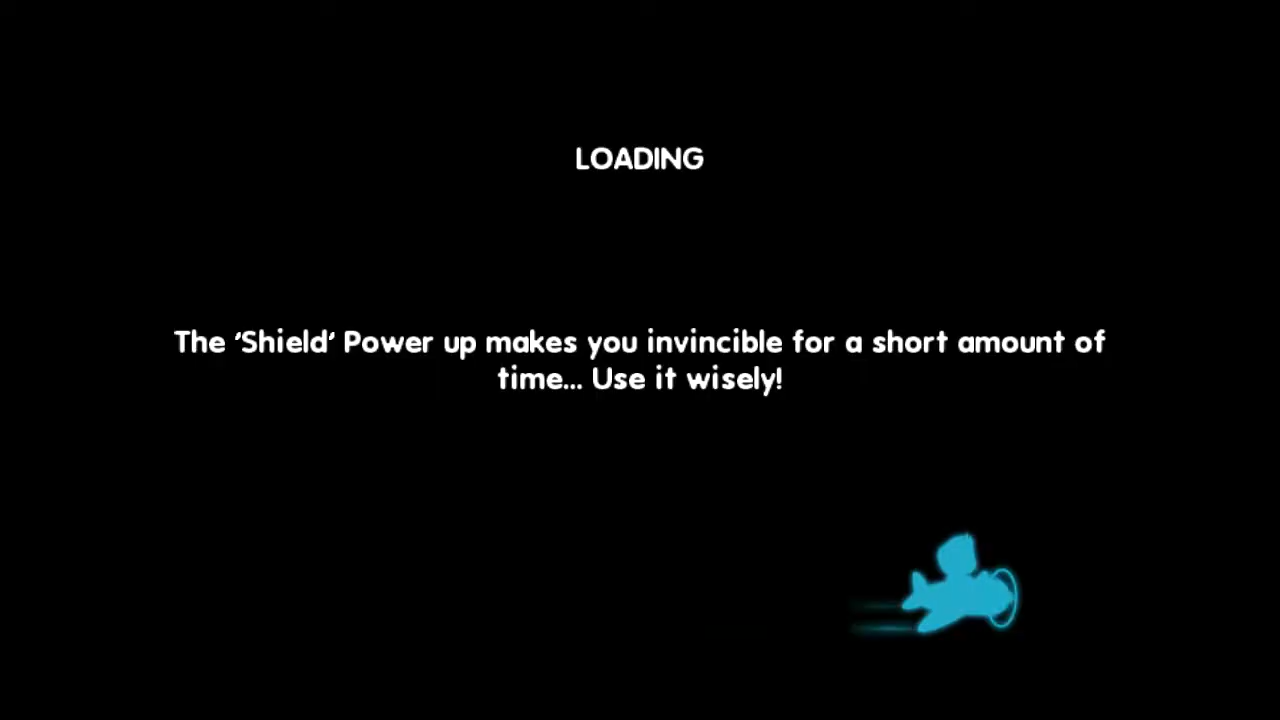 LOADING
The 'Shield' Power up makes you invincible for a short amount of
time... Use it wisely!